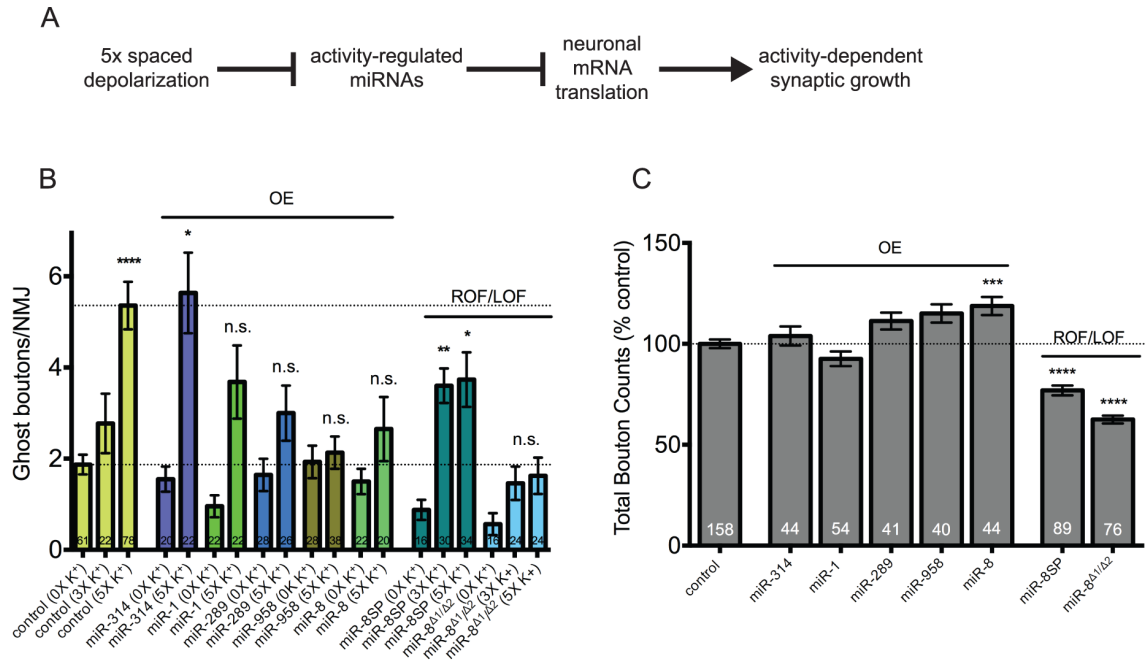 A
5x spaced
depolarization
activity-regulated
miRNAs
neuronal
mRNA
translation
activity-dependent
synaptic growth
B
OE
ROF/LOF
Ghost boutons/NMJ
6
4
2
0
****
*
n.s.
n.s.
n.s.
n.s.
**
*
n.s.
61
22
78
20
22
22
22
28
26
28
38
22
20
16
30
34
16
24
24
control (0X K⁺)
control (3X K⁺)
control (5X K⁺)
miR-314 (0X K⁺)
miR-314 (5X K⁺)
miR-1 (0X K⁺)
miR-1 (5X K⁺)
miR-289 (0X K⁺)
miR-289 (5X K⁺)
miR-958 (0K K⁺)
miR-958 (5X K⁺)
miR-8 (0X K⁺)
miR-8 (5X K⁺)
miR-8SP (0X K⁺)
miR-8SP (3X K⁺)
miR-8SP (5X K⁺)
miR-8Δ1/Δ2 (0X K⁺)
miR-8Δ1/Δ2 (3X K+)
miR-8Δ1/Δ2 (5X K+)
C
OE
ROF/LOF
Total Bouton Counts (% control)
150
100
50
0
***
****
****
158
44
54
41
40
44
89
76
control
miR-314
miR-1
miR-289
miR-958
miR-8
miR-8SP
miR-8Δ1/Δ2